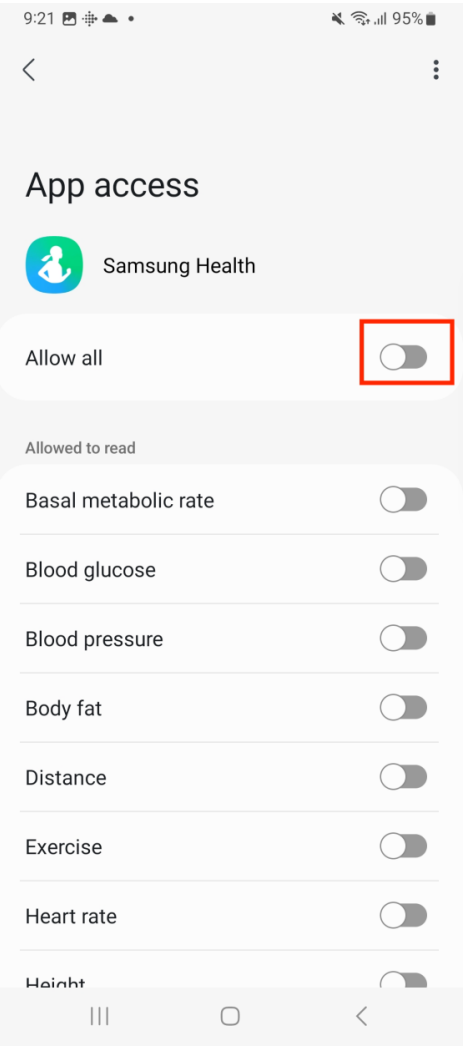 9:21 95%
App access
Samsung Health
Allow all
Allowed to read
Basal metabolic rate
Blood glucose
Blood pressure
Body fat
Distance
Exercise
Heart rate
Height